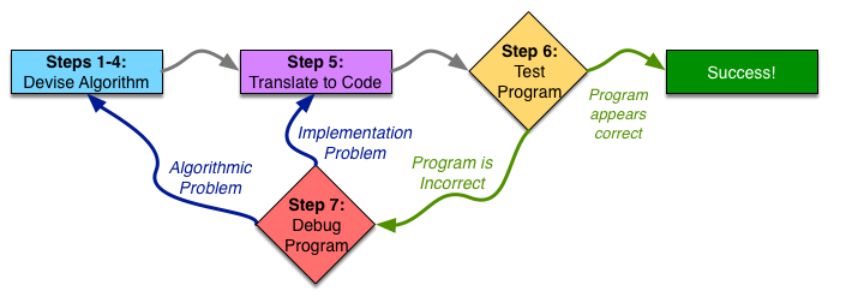 Steps 1-4:
Devise Algorithm
Step 5:
Translate to Code
Step 6:
Test
Program
Success!
Program
appears
correct
Implementation
Problem
Algorithmic
Problem
Program is
Incorrect
Step 7:
Debug
Program